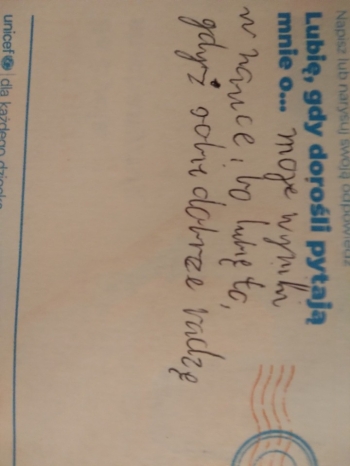 Napisz lub narysuj swoją odpowiedź
Lubię, gdy dorośli pytają
mnie o... moje wyniki
w nauce, bo lubię to,
gdyż sobie dobrze radzę
unicef dla każdego dziecka